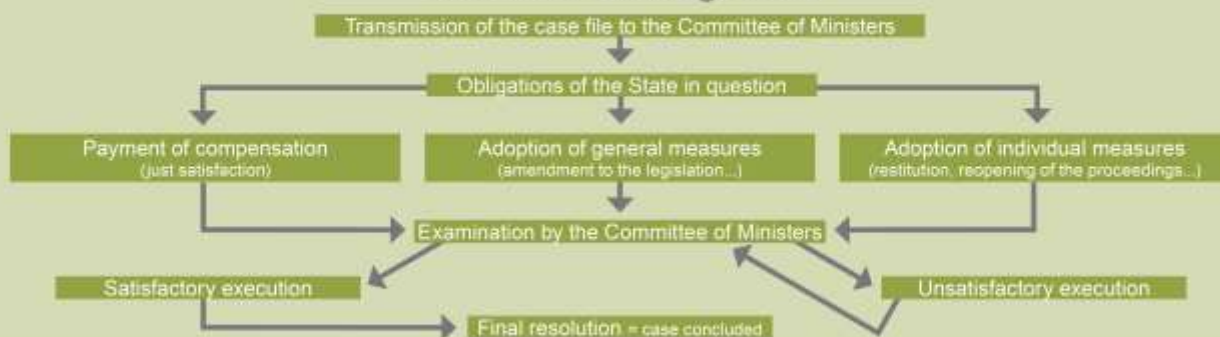 Transmission of the case file to the Committee of Ministers
Obligations of the State in question
Payment of compensation
(just satisfaction)
Adoption of general measures
(amendment to the legislation...)
Adoption of individual measures
(restitution, reopening of the proceedings...)
Examination by the Committee of Ministers
Satisfactory execution
Unsatisfactory execution
Final resolution = case concluded